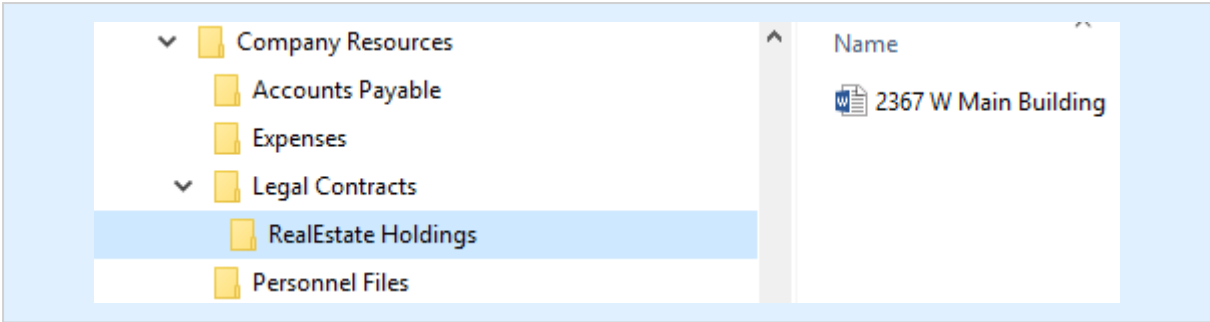 Company Resources
Accounts Payable
Expenses
Legal Contracts
RealEstate Holdings
Personnel Files
Name
2367 W Main Building